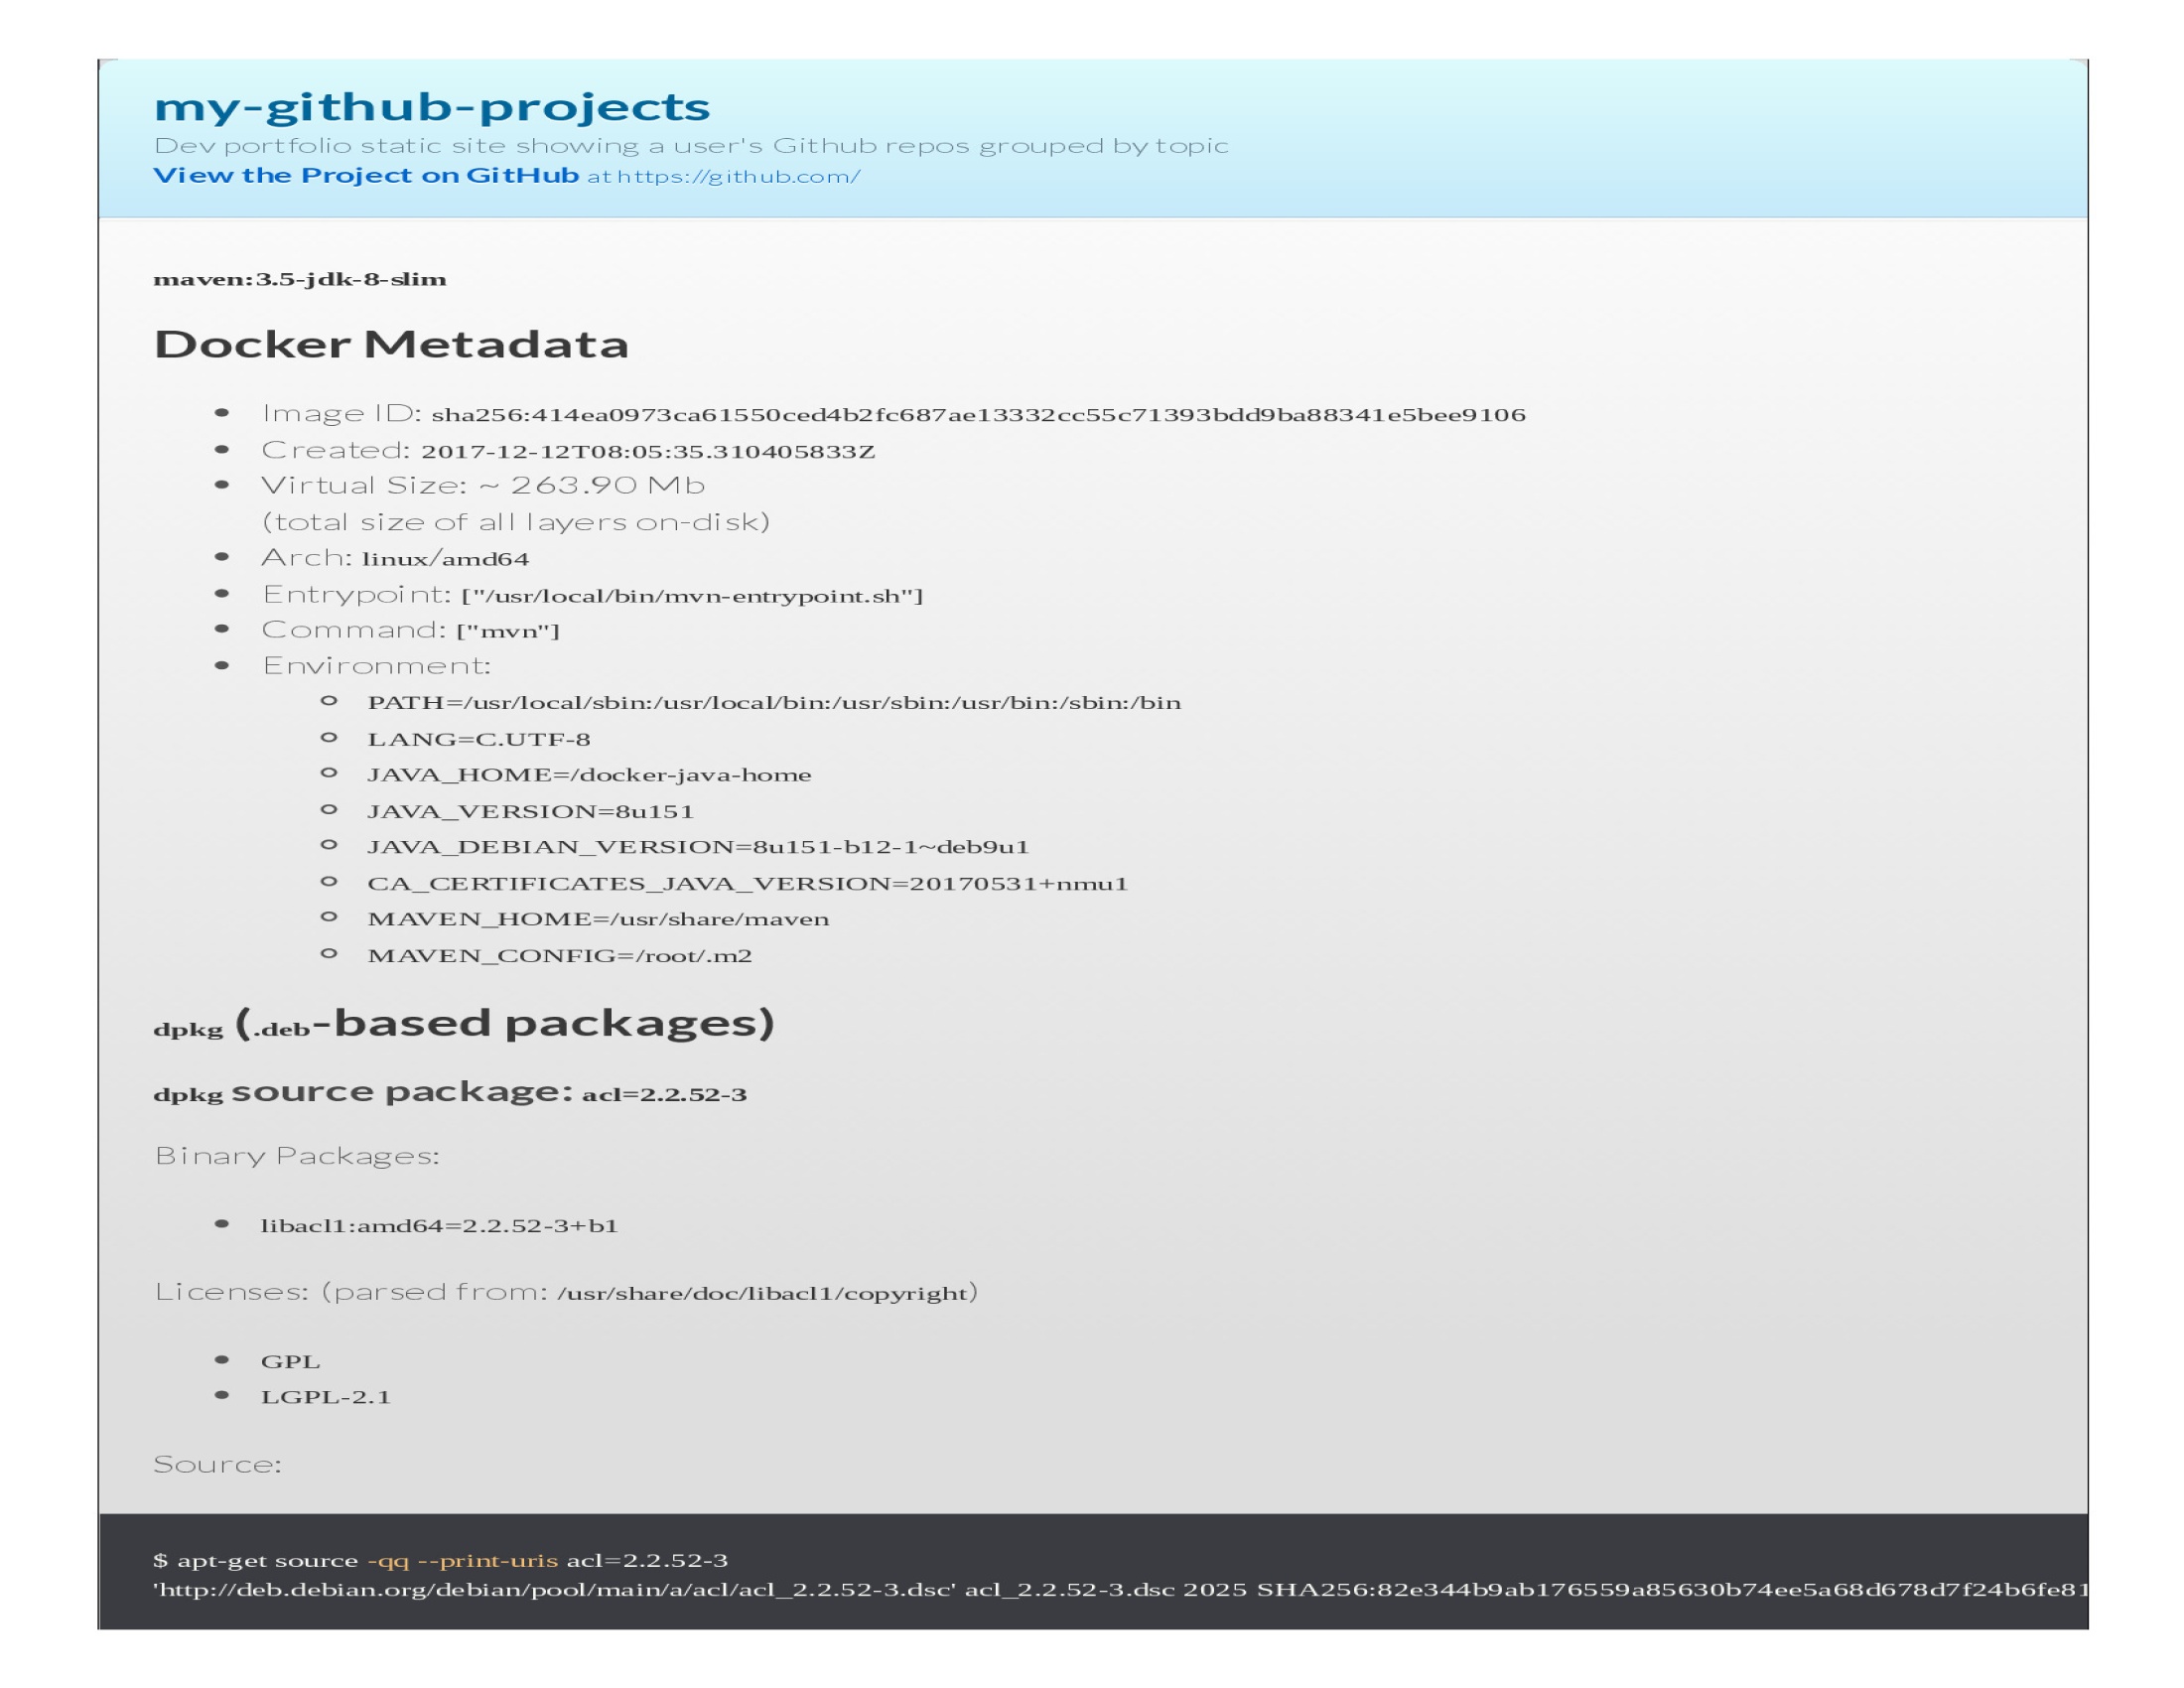 my-github-projects
Dev portfolio static site showing a user's Github repos grouped by topic
View the Project on GitHub at https://github.com/
maven:3.5-jdk-8-slim
Docker Metadata
Image ID: sha256:414ea0973ca61550ced4b2fc687ae13332cc55c71393bdd9ba88341e5bee9106
Created: 2017-12-12T08:05:35.310405833Z
Virtual Size: ~ 263.90 Mb
(total size of all layers on-disk)
Arch: linux/amd64
Entrypoint: ["/usr/local/bin/mvn-entrypoint.sh"]
Command: ["mvn"]
Environment:
PATH=/usr/local/sbin:/usr/local/bin:/usr/sbin:/usr/bin:/sbin:/bin
LANG=C.UTF-8
JAVA_HOME=/docker-java-home
JAVA_VERSION=8u151
JAVA_DEBIAN_VERSION=8u151-b12-1~deb9u1
CA_CERTIFICATES_JAVA_VERSION=20170531+nmu1
MAVEN_HOME=/usr/share/maven
MAVEN_CONFIG=/root/.m2
dpkg (.deb-based packages)
dpkg source package: acl=2.2.52-3
Binary Packages:
libacl1:amd64=2.2.52-3+b1
Licenses: (parsed from: /usr/share/doc/libacl1/copyright)
GPL
LGPL-2.1
Source:
$ apt-get source -qq --print-uris acl=2.2.52-3
'http://deb.debian.org/debian/pool/main/a/acl/acl_2.2.52-3.dsc' acl_2.2.52-3.dsc 2025 SHA256:82e344b9ab176559a85630b74ee5a68d678d7f24b6fe81